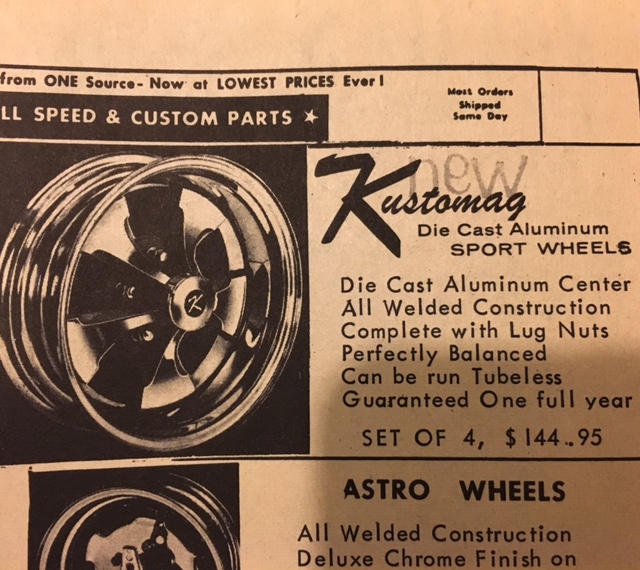 from ONE Source- Now at LOWEST PRICES Ever!
Most Orders
Shipped
Same Day
LL SPEED & CUSTOM PARTS ★
new
Kustomag
Die Cast Aluminum
SPORT WHEELS
K
Die Cast Aluminum Center
All Welded Construction
Complete with Lug Nuts
Perfectly Balanced
Can be run Tubeless
Guaranteed One full year
SET OF 4, $144..95
ASTRO WHEELS
All Welded Construction
Deluxe Chrome Finish on